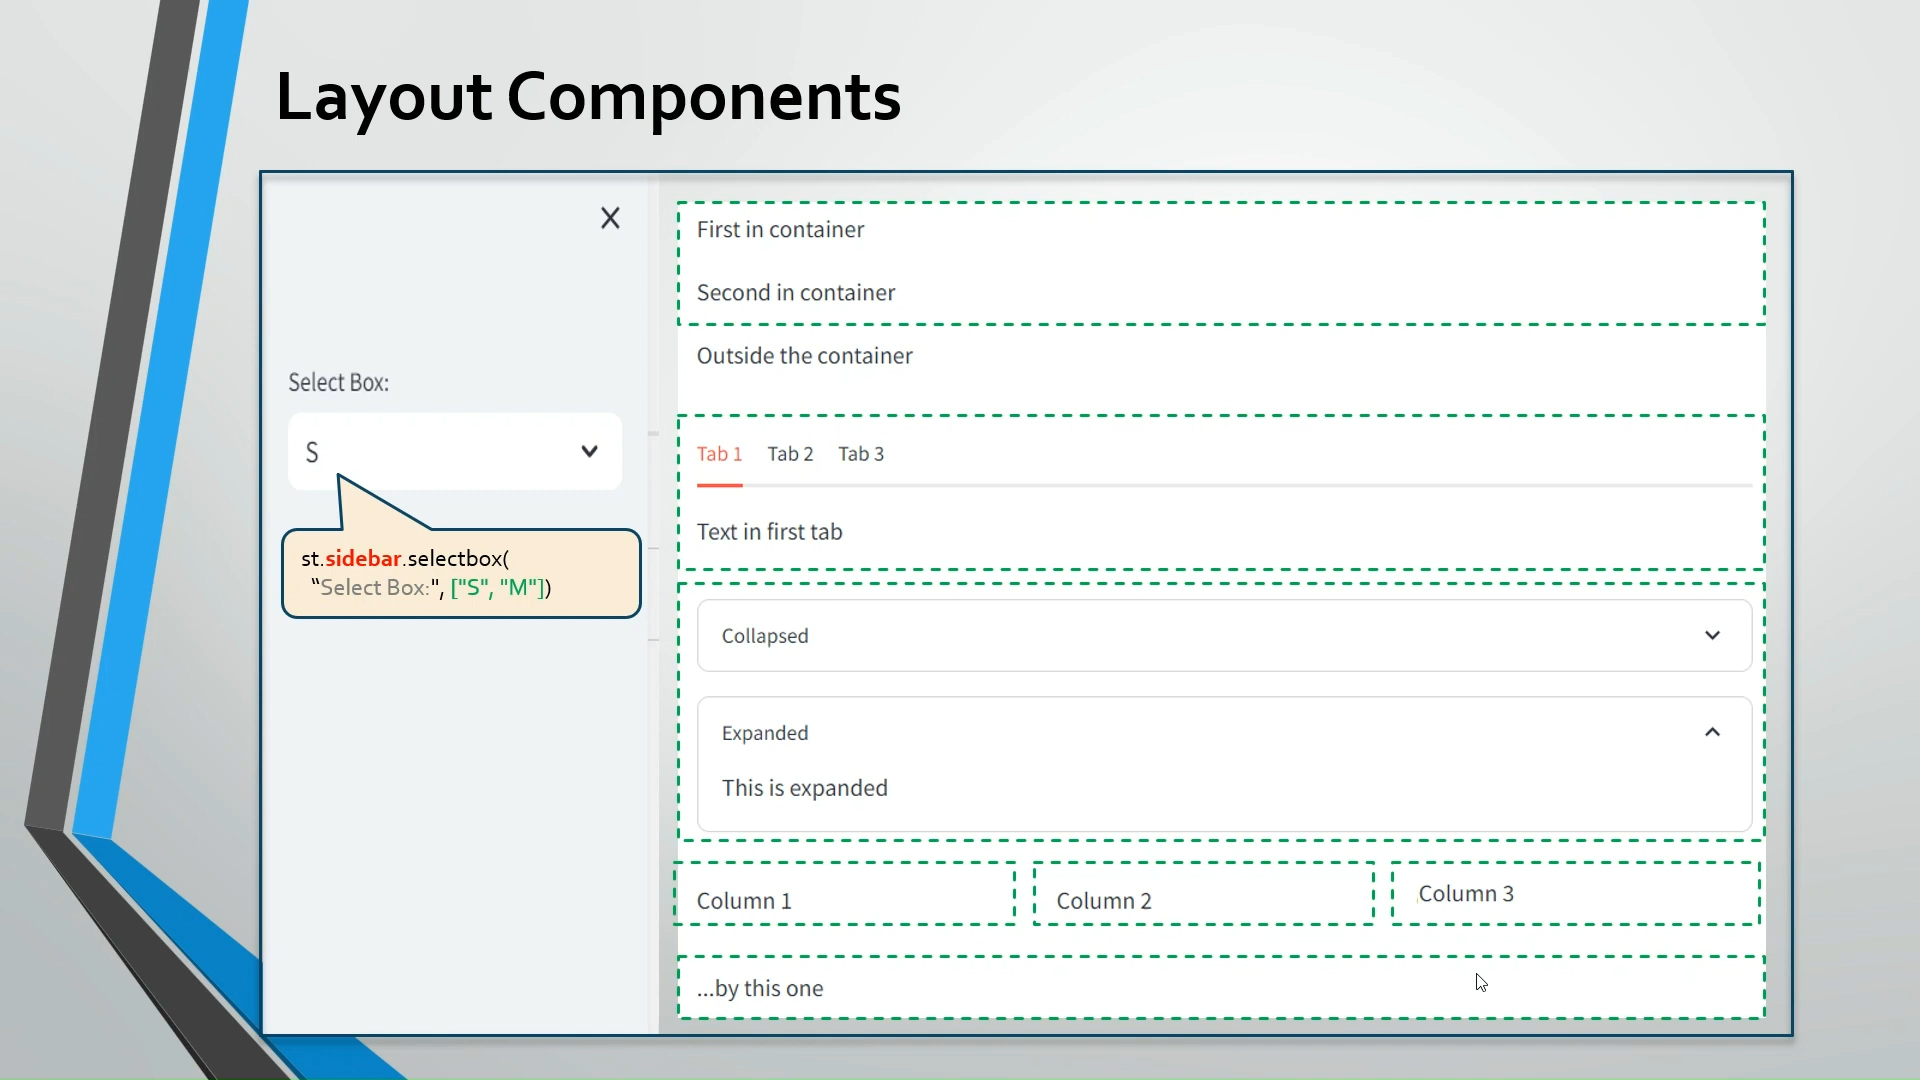 Layout Components
X
Select Box:
S
st.sidebar.selectbox(
“Select Box:", ["S", "M"])
First in container
Second in container
Outside the container
Tab 1 Tab 2 Tab 3
Text in first tab
Collapsed
Expanded
This is expanded
Column 1 Column 2 Column 3
...by this one